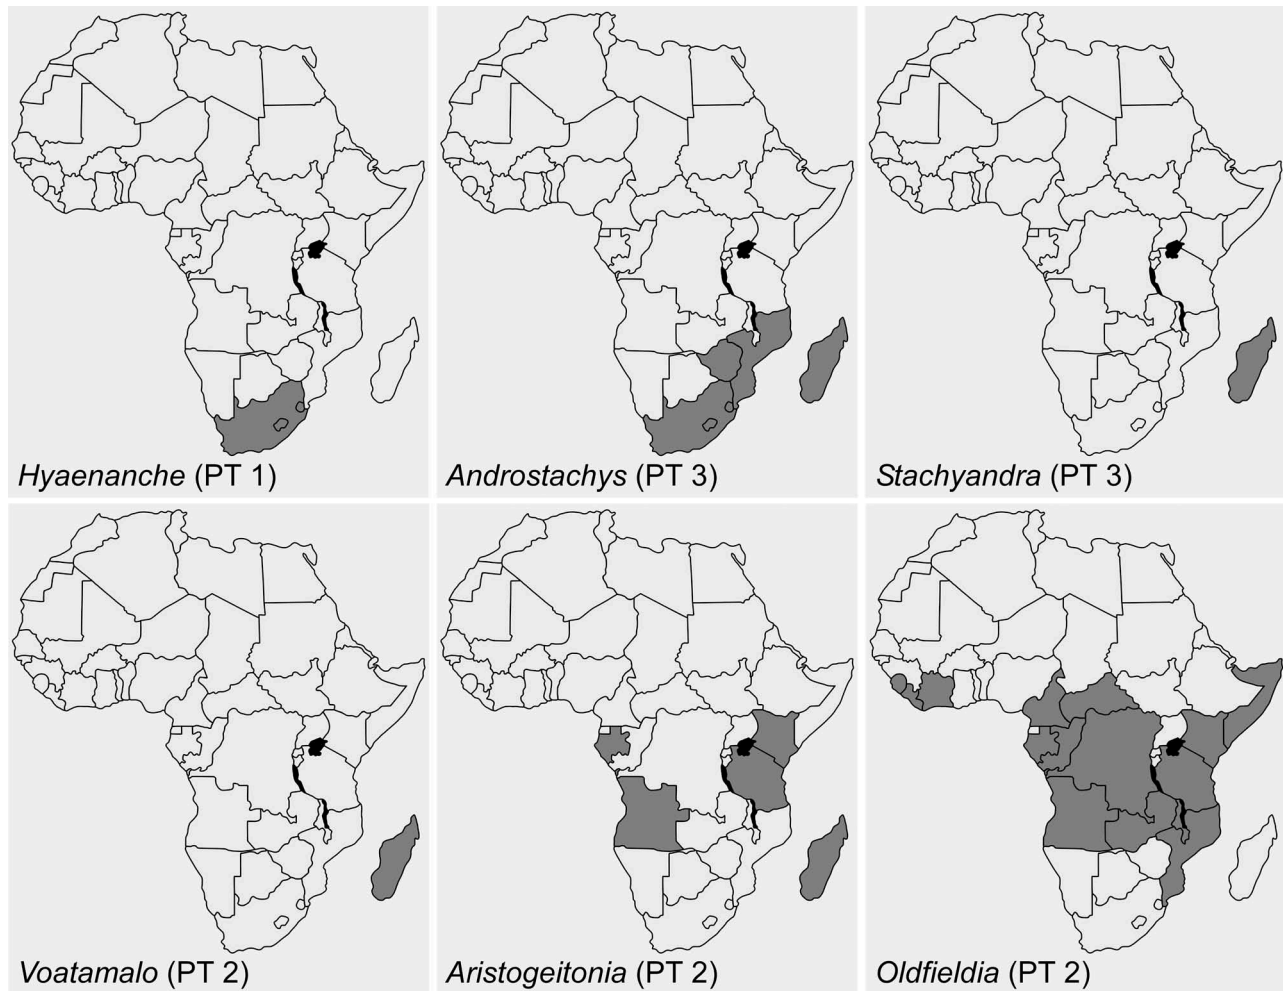 Hyaenanche (PT 1)
Androstachys (PT 3)
Stachyandra (PT 3)
Voatamalo (PT 2)
Aristogeitonia (PT 2)
Oldfieldia (PT 2)